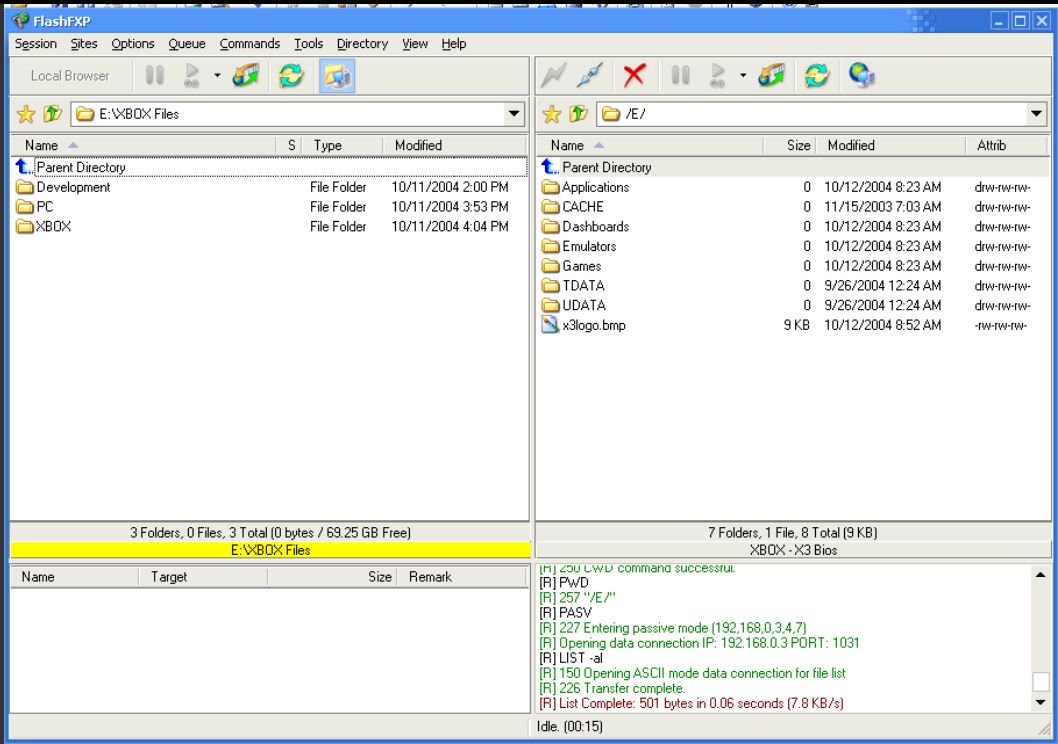 FlashFXP
Session Sites Options Queue Commands Tools Directory View Help
Local Browser
E:\XBOX Files
/E/
Name S Type Modified
Parent Directory
Development File Folder 10/11/2004 2:00 PM
PC File Folder 10/11/2004 3:53 PM
XBOX File Folder 10/11/2004 4:04 PM
3 Folders, 0 Files, 3 Total (0 bytes / 69.25 GB Free)
E:\XBOX Files
Name Size Modified Attrib
Parent Directory
Applications 0 10/12/2004 8:23 AM drw-rw-rw-
CACHE 0 11/15/2003 7:03 AM drw-rw-rw-
Dashboards 0 10/12/2004 8:23 AM drw-rw-rw-
Emulators 0 10/12/2004 8:23 AM drw-rw-rw-
Games 0 10/12/2004 8:23 AM drw-rw-rw-
TDATA 0 9/26/2004 12:24 AM drw-rw-rw-
UDATA 0 9/26/2004 12:24 AM drw-rw-rw-
x3logo.bmp 9 KB 10/12/2004 8:52 AM -rw-rw-rw-
7 Folders, 1 File, 8 Total (9 KB)
XBOX - X3 Bios
Name Target Size Remark
[R] 250 CWD command successful.
[R] PWD
[R] 257 "/E/"
[R] PASV
[R] 227 Entering passive mode (192,168,0,3,4,7)
[R] Opening data connection IP: 192.168.0.3 PORT: 1031
[R] LIST -al
[R] 150 Opening ASCII mode data connection for file list
[R] 226 Transfer complete.
[R] List Complete: 501 bytes in 0.06 seconds (7.8 KB/s)
Idle. (00:15)